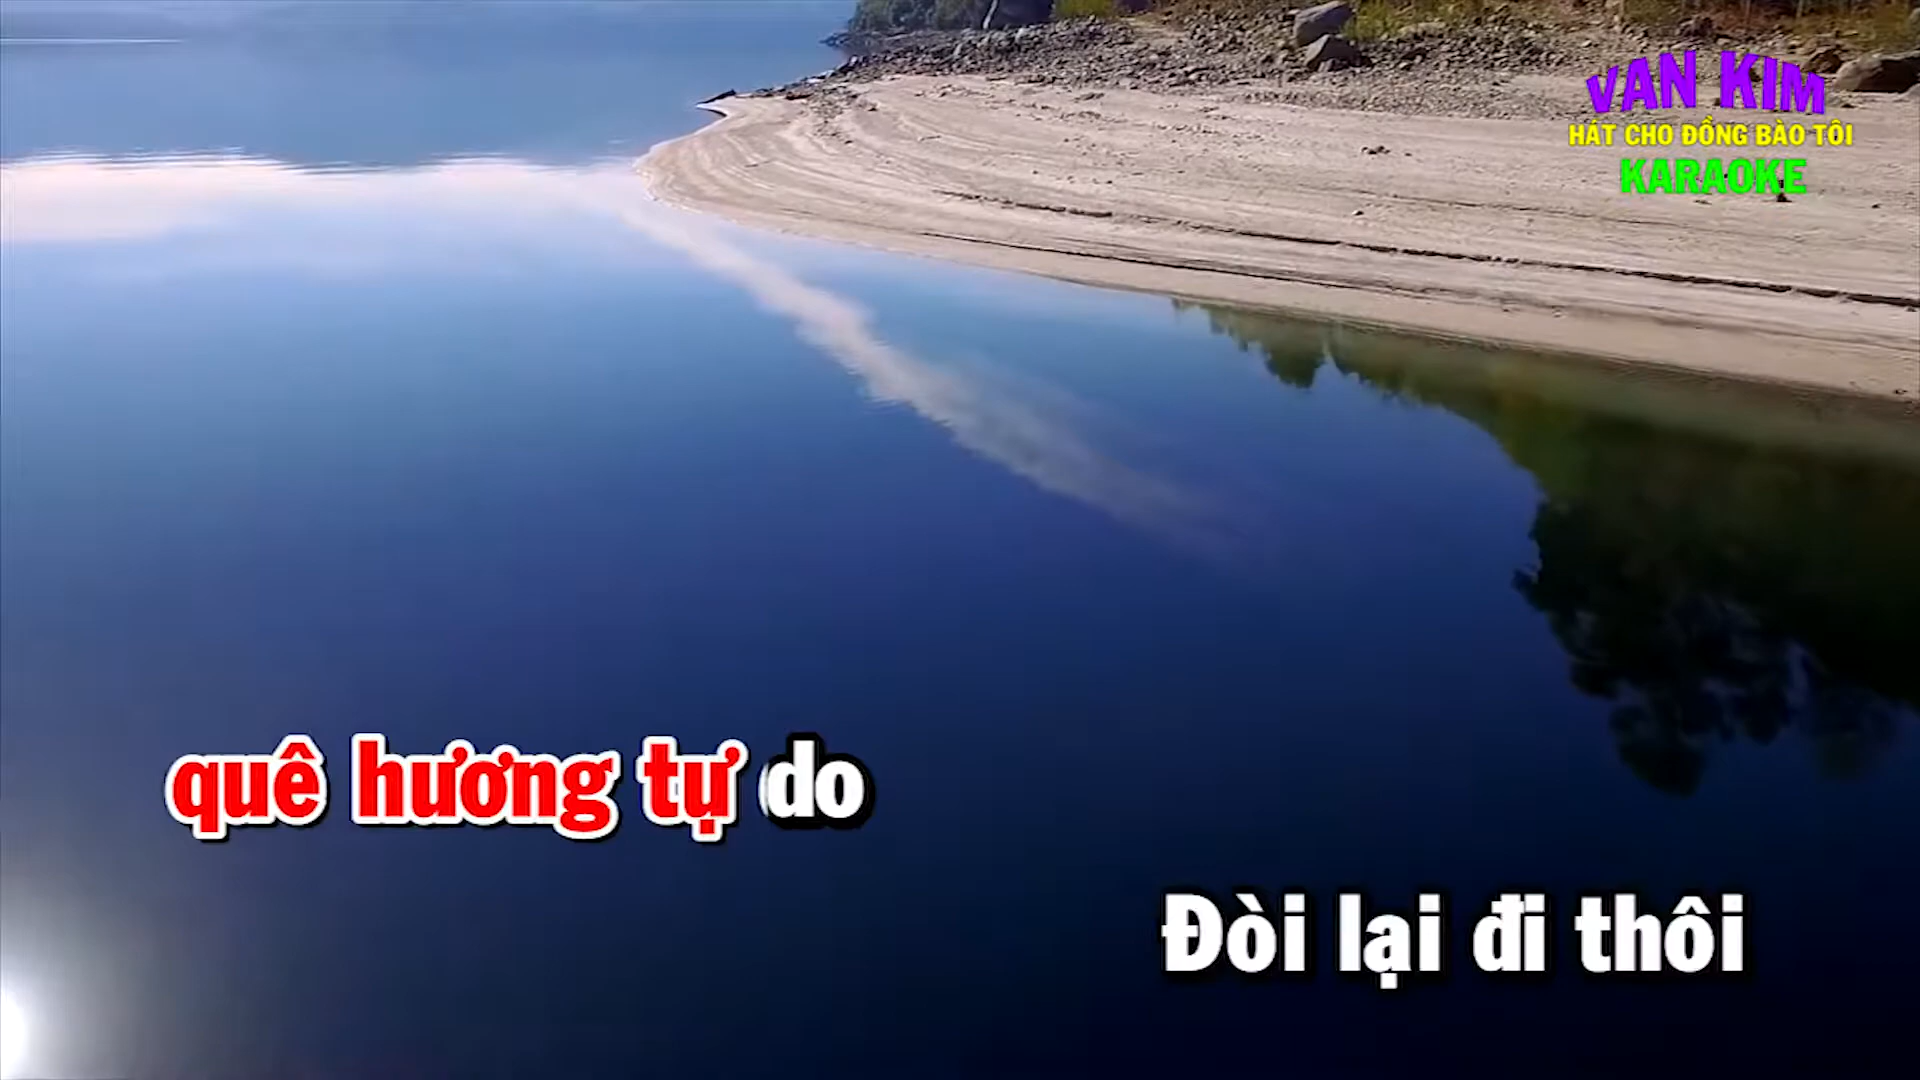 VAN KIM
HÁT CHO ĐỒNG BÀO TÔI
KARAOKE
quê hương tự do
Đòi lại đi thôi